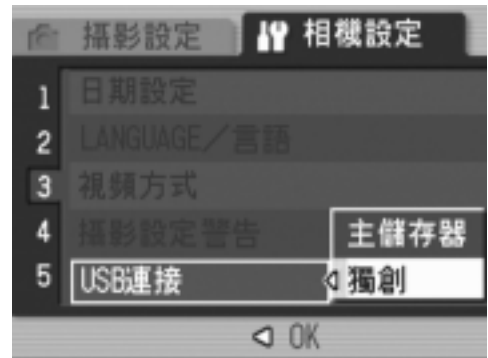 攝影設定 相機設定
1 日期設定
2 LANGUAGE／言語
3 視頻方式
4 攝影設定警告 主儲存器
5 USB連接 獨創
OK